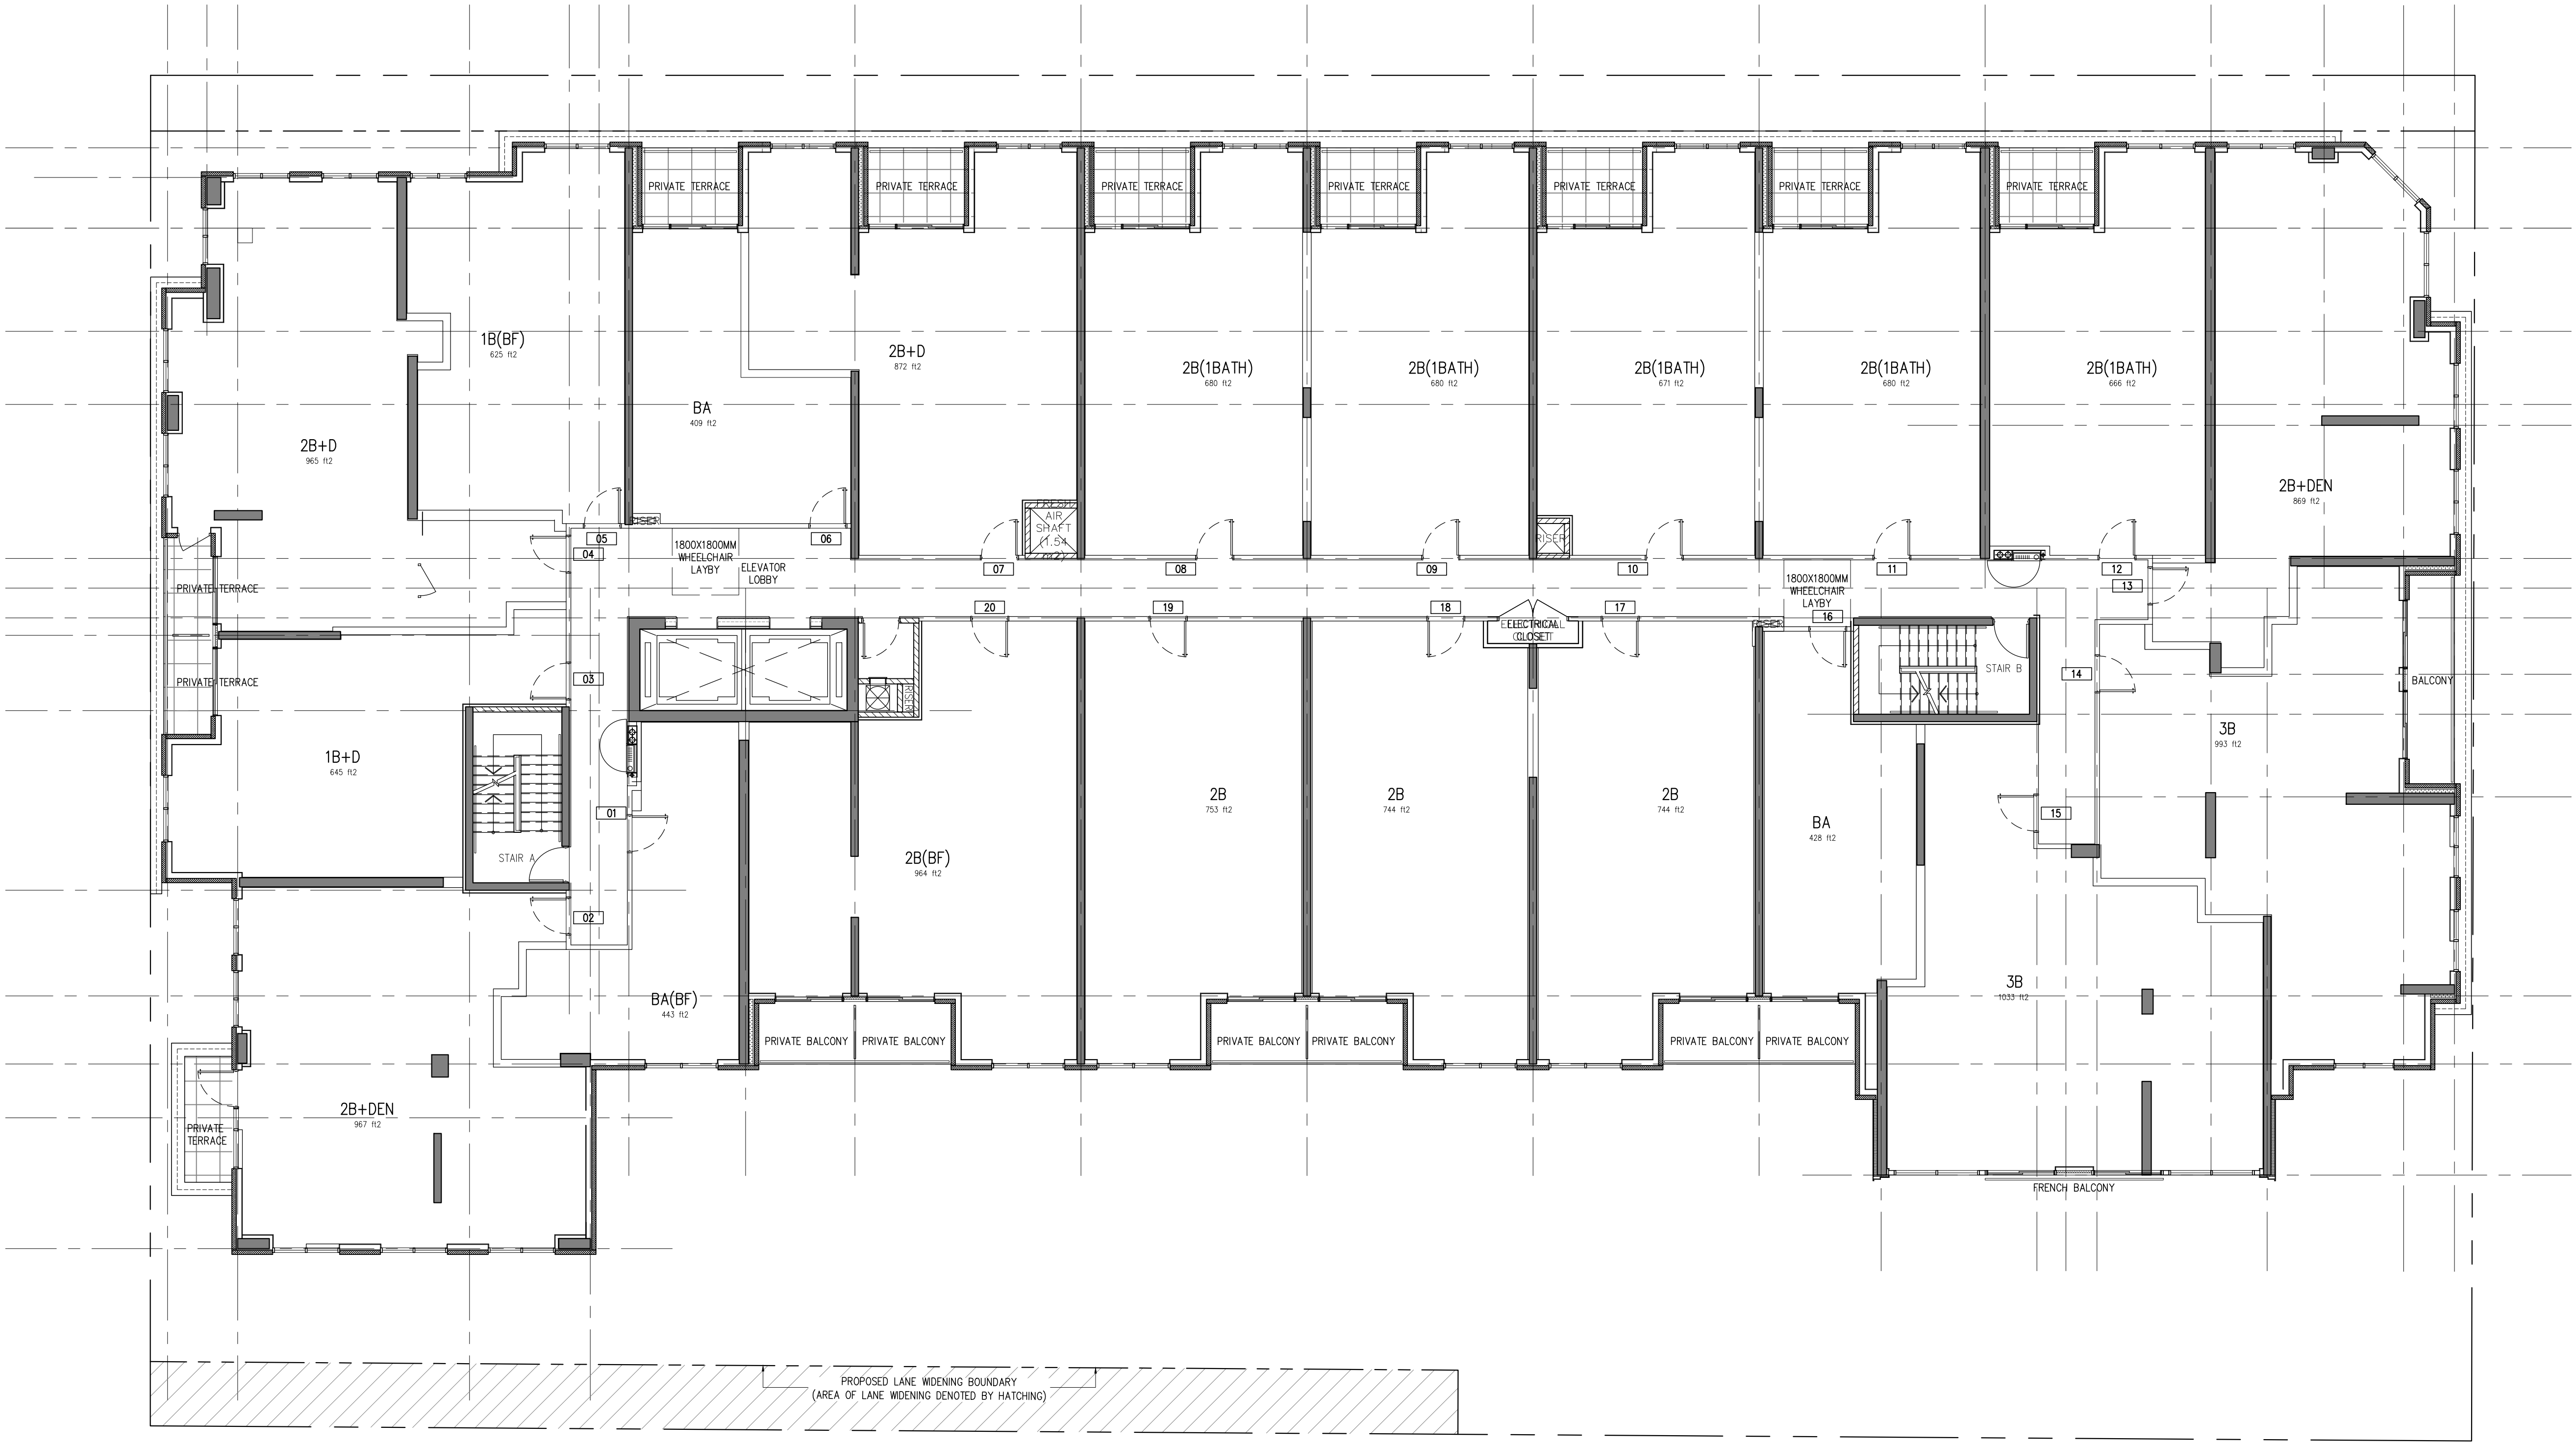 PRIVATE TERRACE
PRIVATE TERRACE
PRIVATE TERRACE
PRIVATE TERRACE
PRIVATE TERRACE
PRIVATE TERRACE
PRIVATE TERRACE
1B(BF)
625 ft2
2B+D
872 ft2
2B(1BATH)
680 ft2
2B(1BATH)
680 ft2
2B(1BATH)
671 ft2
2B(1BATH)
680 ft2
2B(1BATH)
666 ft2
BA
409 ft2
2B+D
965 ft2
2B+DEN
869 ft2
RISER
FRESH
AIR
SHAFT
(1.54
m2)
RISER
05
06
04
1800X1800MM
WHEELCHAIR
LAYBY
ELEVATOR
LOBBY
07
08
09
10
11
12
13
1800X1800MM
WHEELCHAIR
LAYBY
PRIVATE TERRACE
20
19
18
17
16
ELECTRICAL
CLOSET
RISER
03
PRIVATE TERRACE
RISER
STAIR B
14
BALCONY
3B
993 ft2
1B+D
645 ft2
2B
753 ft2
2B
744 ft2
2B
744 ft2
BA
428 ft2
01
15
STAIR A
2B(BF)
964 ft2
02
BA(BF)
443 ft2
3B
1033 ft2
PRIVATE BALCONY
PRIVATE BALCONY
PRIVATE BALCONY
PRIVATE BALCONY
PRIVATE BALCONY
PRIVATE BALCONY
2B+DEN
967 ft2
PRIVATE
TERRACE
FRENCH BALCONY
PROPOSED LANE WIDENING BOUNDARY
(AREA OF LANE WIDENING DENOTED BY HATCHING)